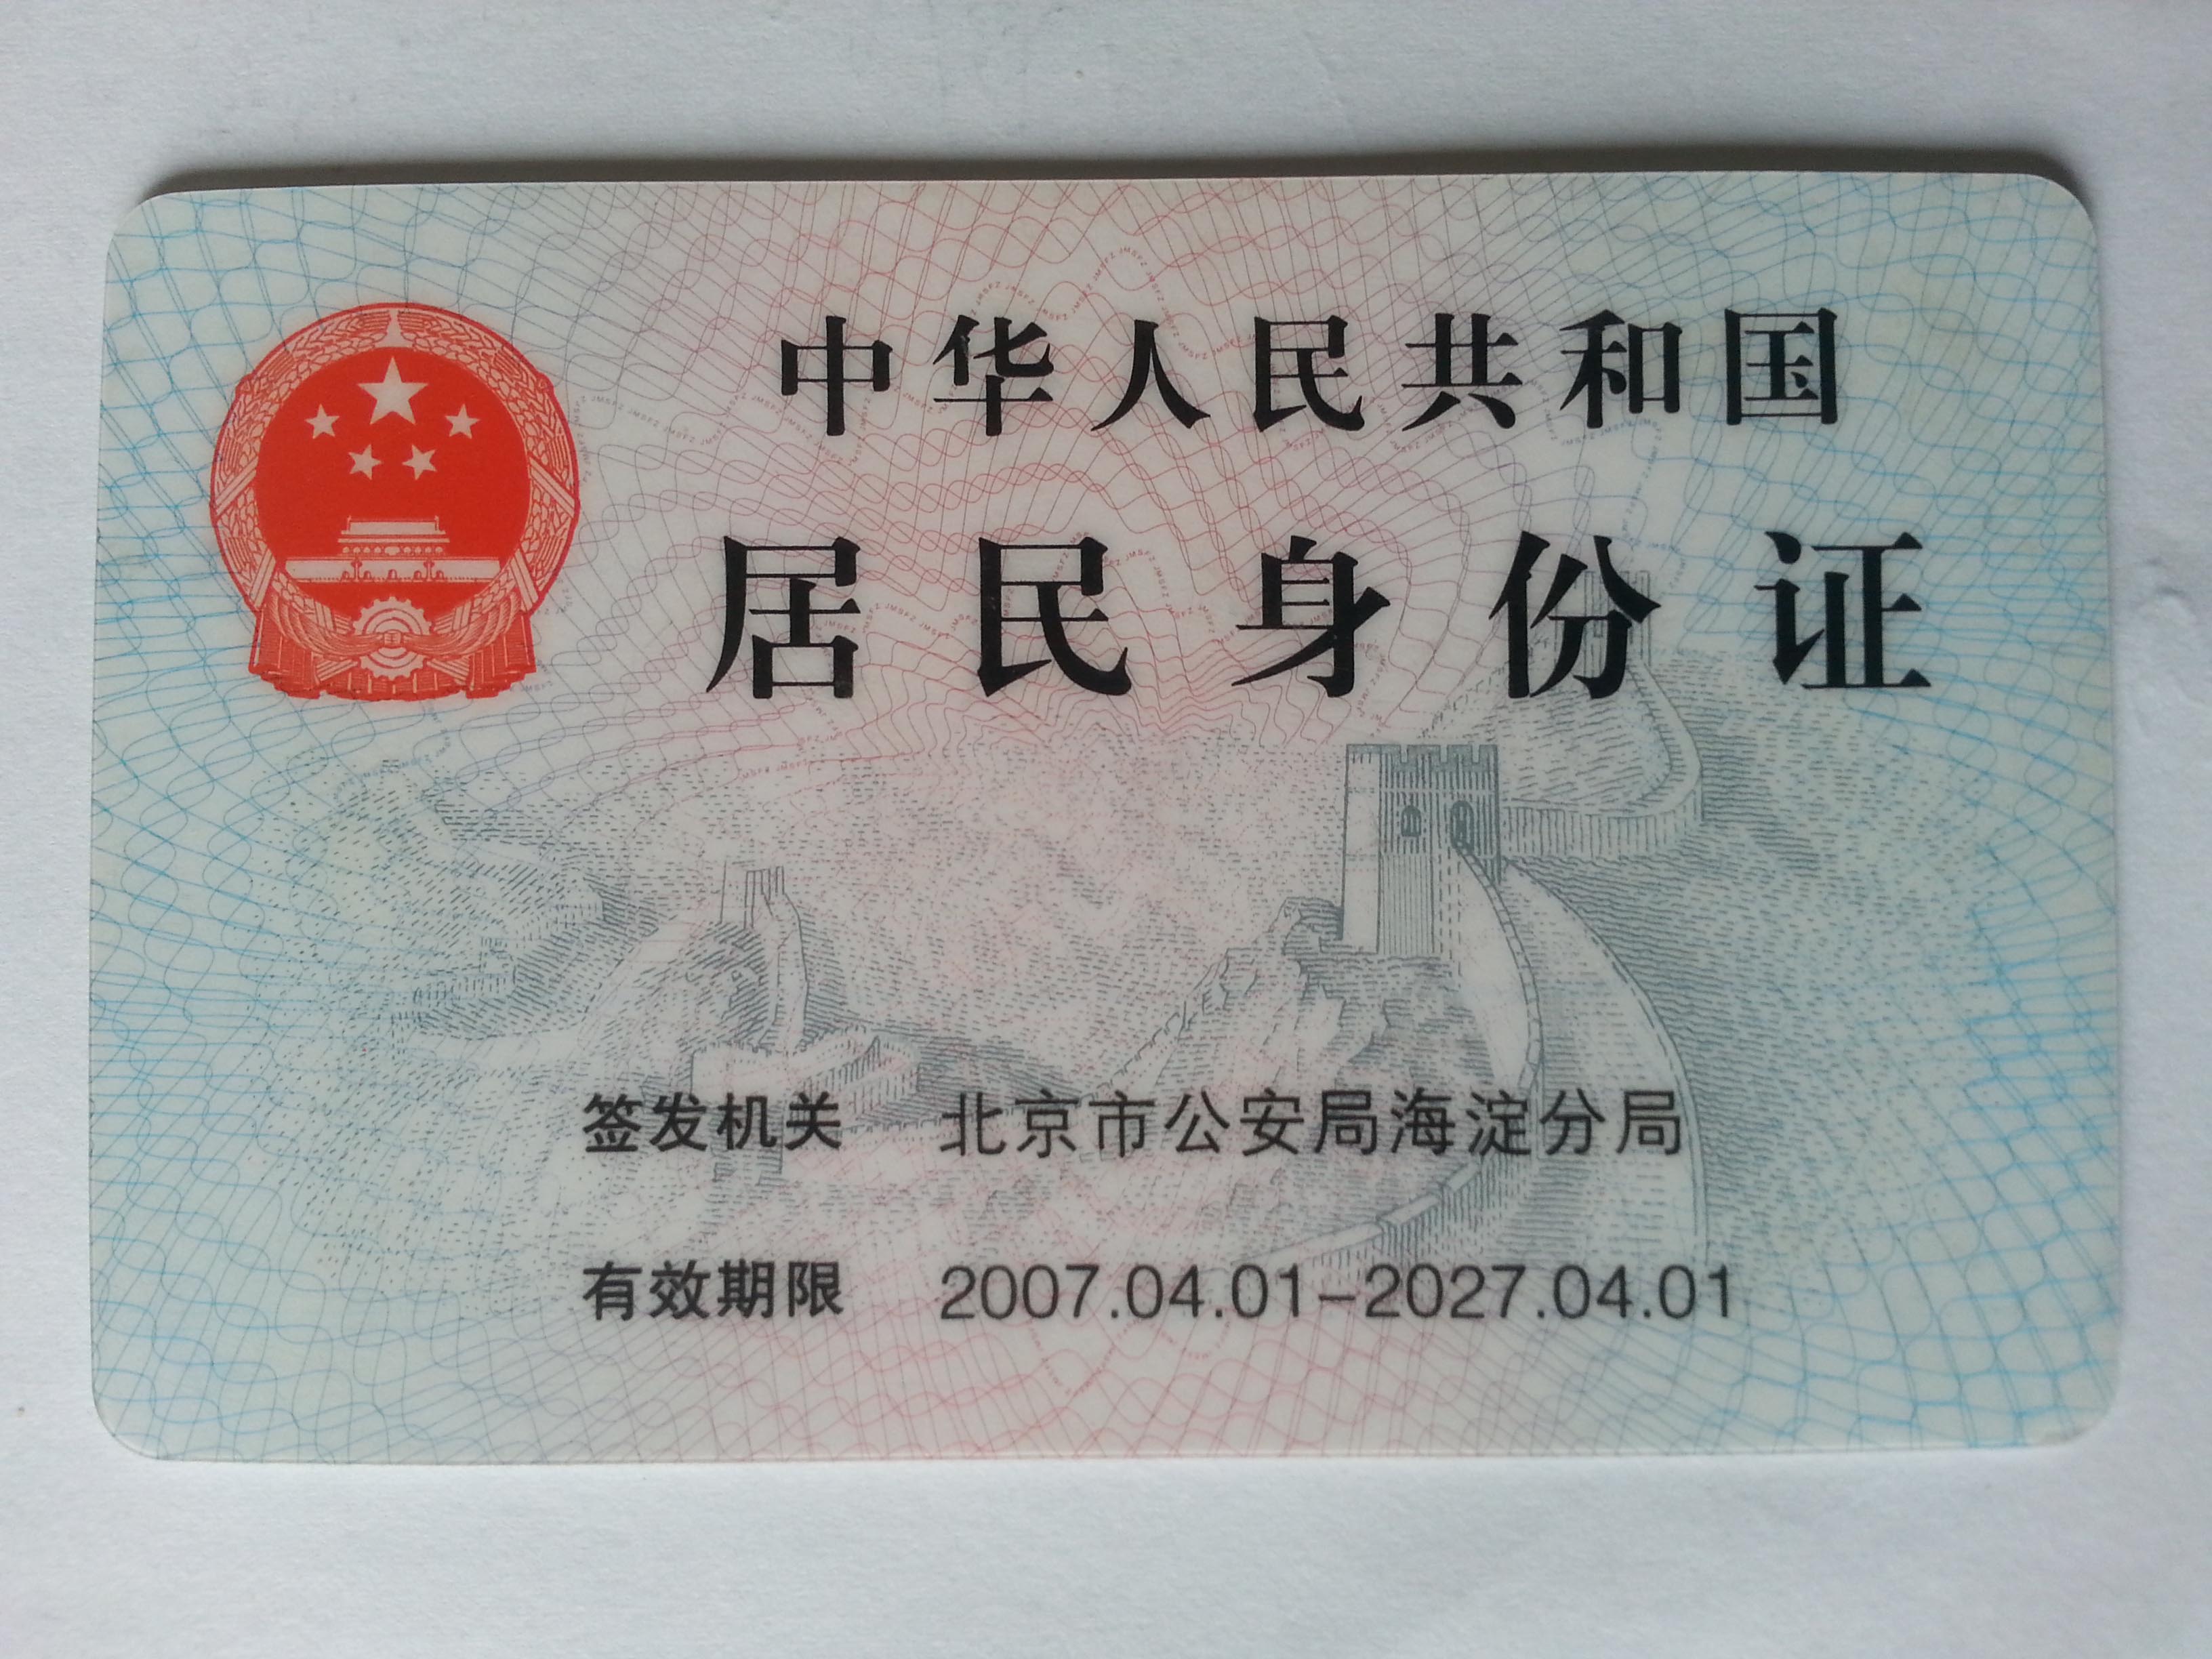 中华人民共和国
居民身份证
签发机关 北京市公安局海淀分局
有效期限 2007.04.01-2027.04.01